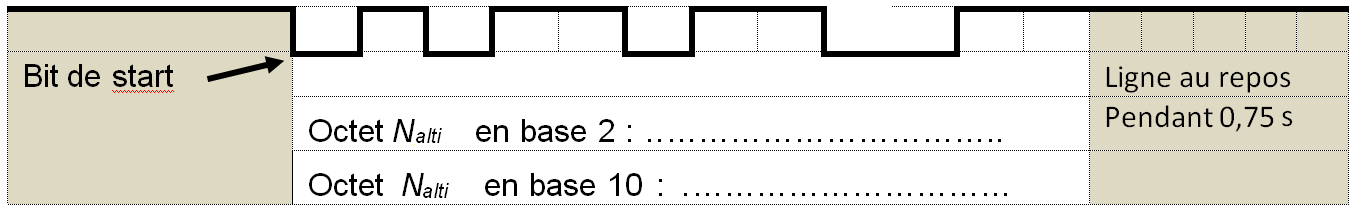 Bit de start
Ligne au repos
Pendant 0,75 s
Octet Nalti en base 2 : ........................................
Octet Nalti en base 10 : ....................................